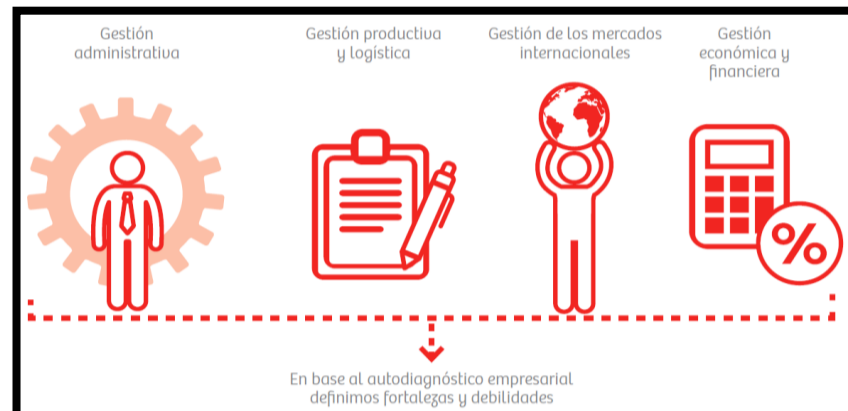 Gestión
administrativa
Gestión productiva
y logística
Gestión de los mercados
internacionales
Gestión
económica y
financiera
%
En base al autodiagnóstico empresarial
definimos fortalezas y debilidades